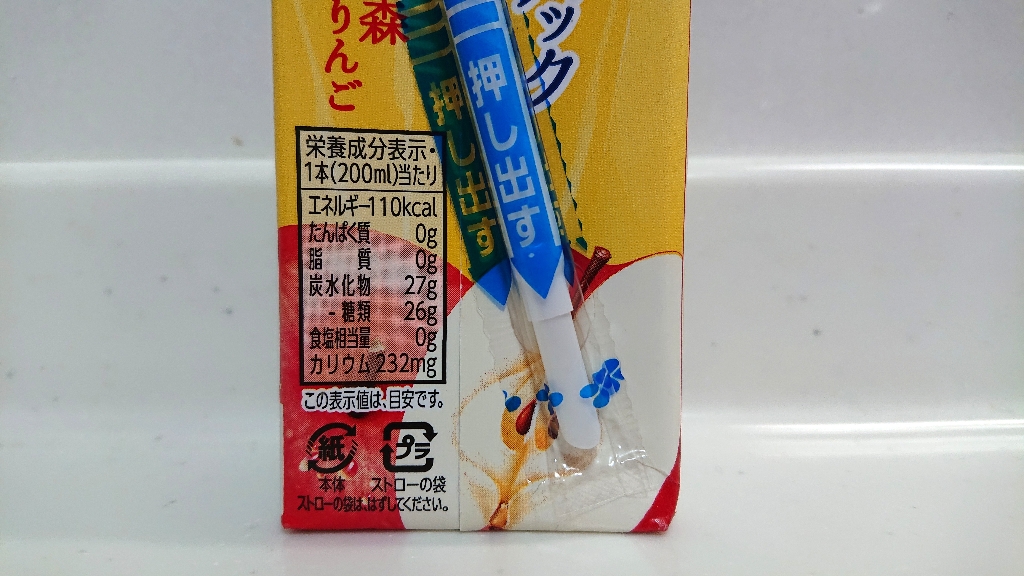 森
りんご
ック
押し出す
押し出す
栄養成分表示・
1本(200ml)当たり
エネルギー110kcal
たんぱく質 0g
脂質 0g
炭水化物 27g
- 糖類 26g
食塩相当量 0g
カリウム 232mg
この表示値は、目安です。
紙 プラ
本体 ストローの袋
ストローの袋は、はずしてください。